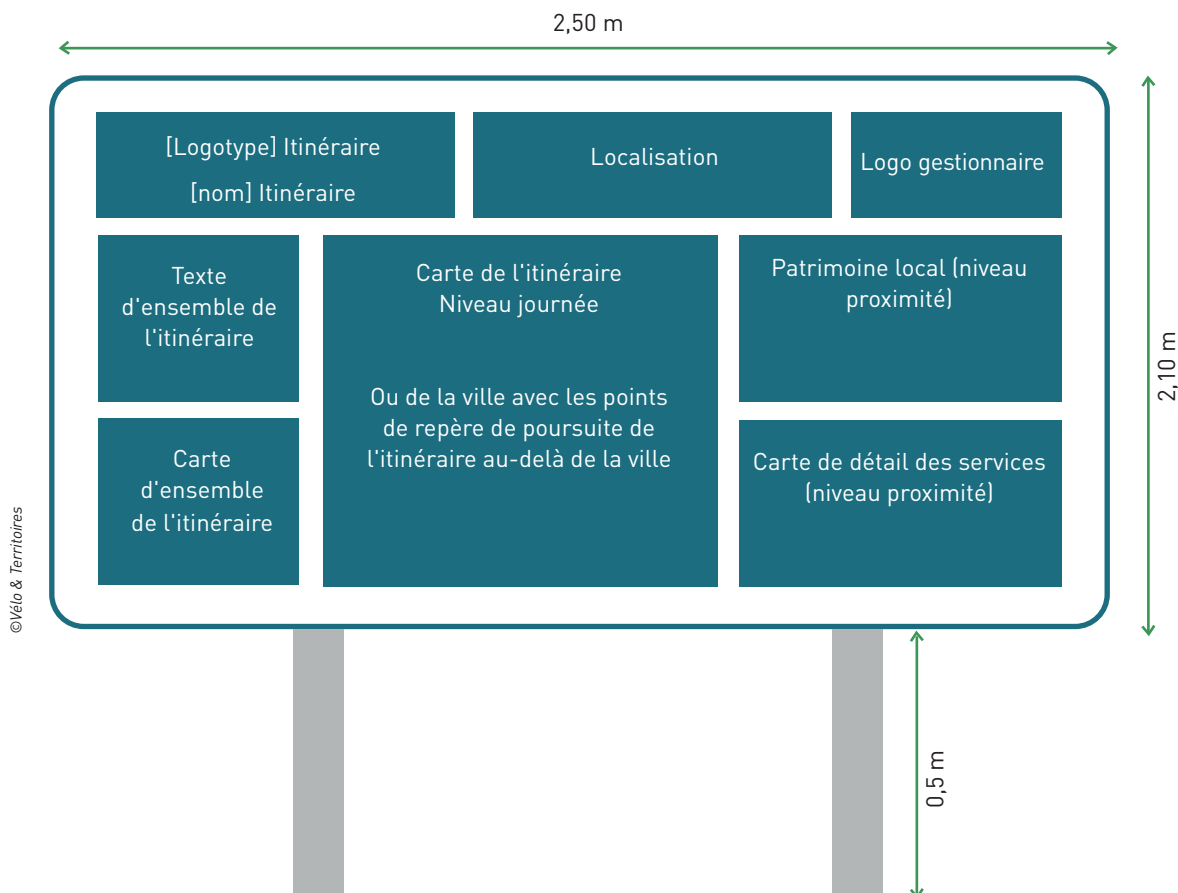 2,50 m
[Logotype] Itinéraire
[nom] Itinéraire
Localisation
Logo gestionnaire
Texte
d'ensemble de
l'itinéraire
Carte de l'itinéraire
Niveau journée
Ou de la ville avec les points
de repère de poursuite de
l'itinéraire au-delà de la ville
Patrimoine local (niveau
proximité)
Carte
d'ensemble
de l'itinéraire
Carte de détail des services
(niveau proximité)
2,10 m
0,5 m
©Vélo & Territoires